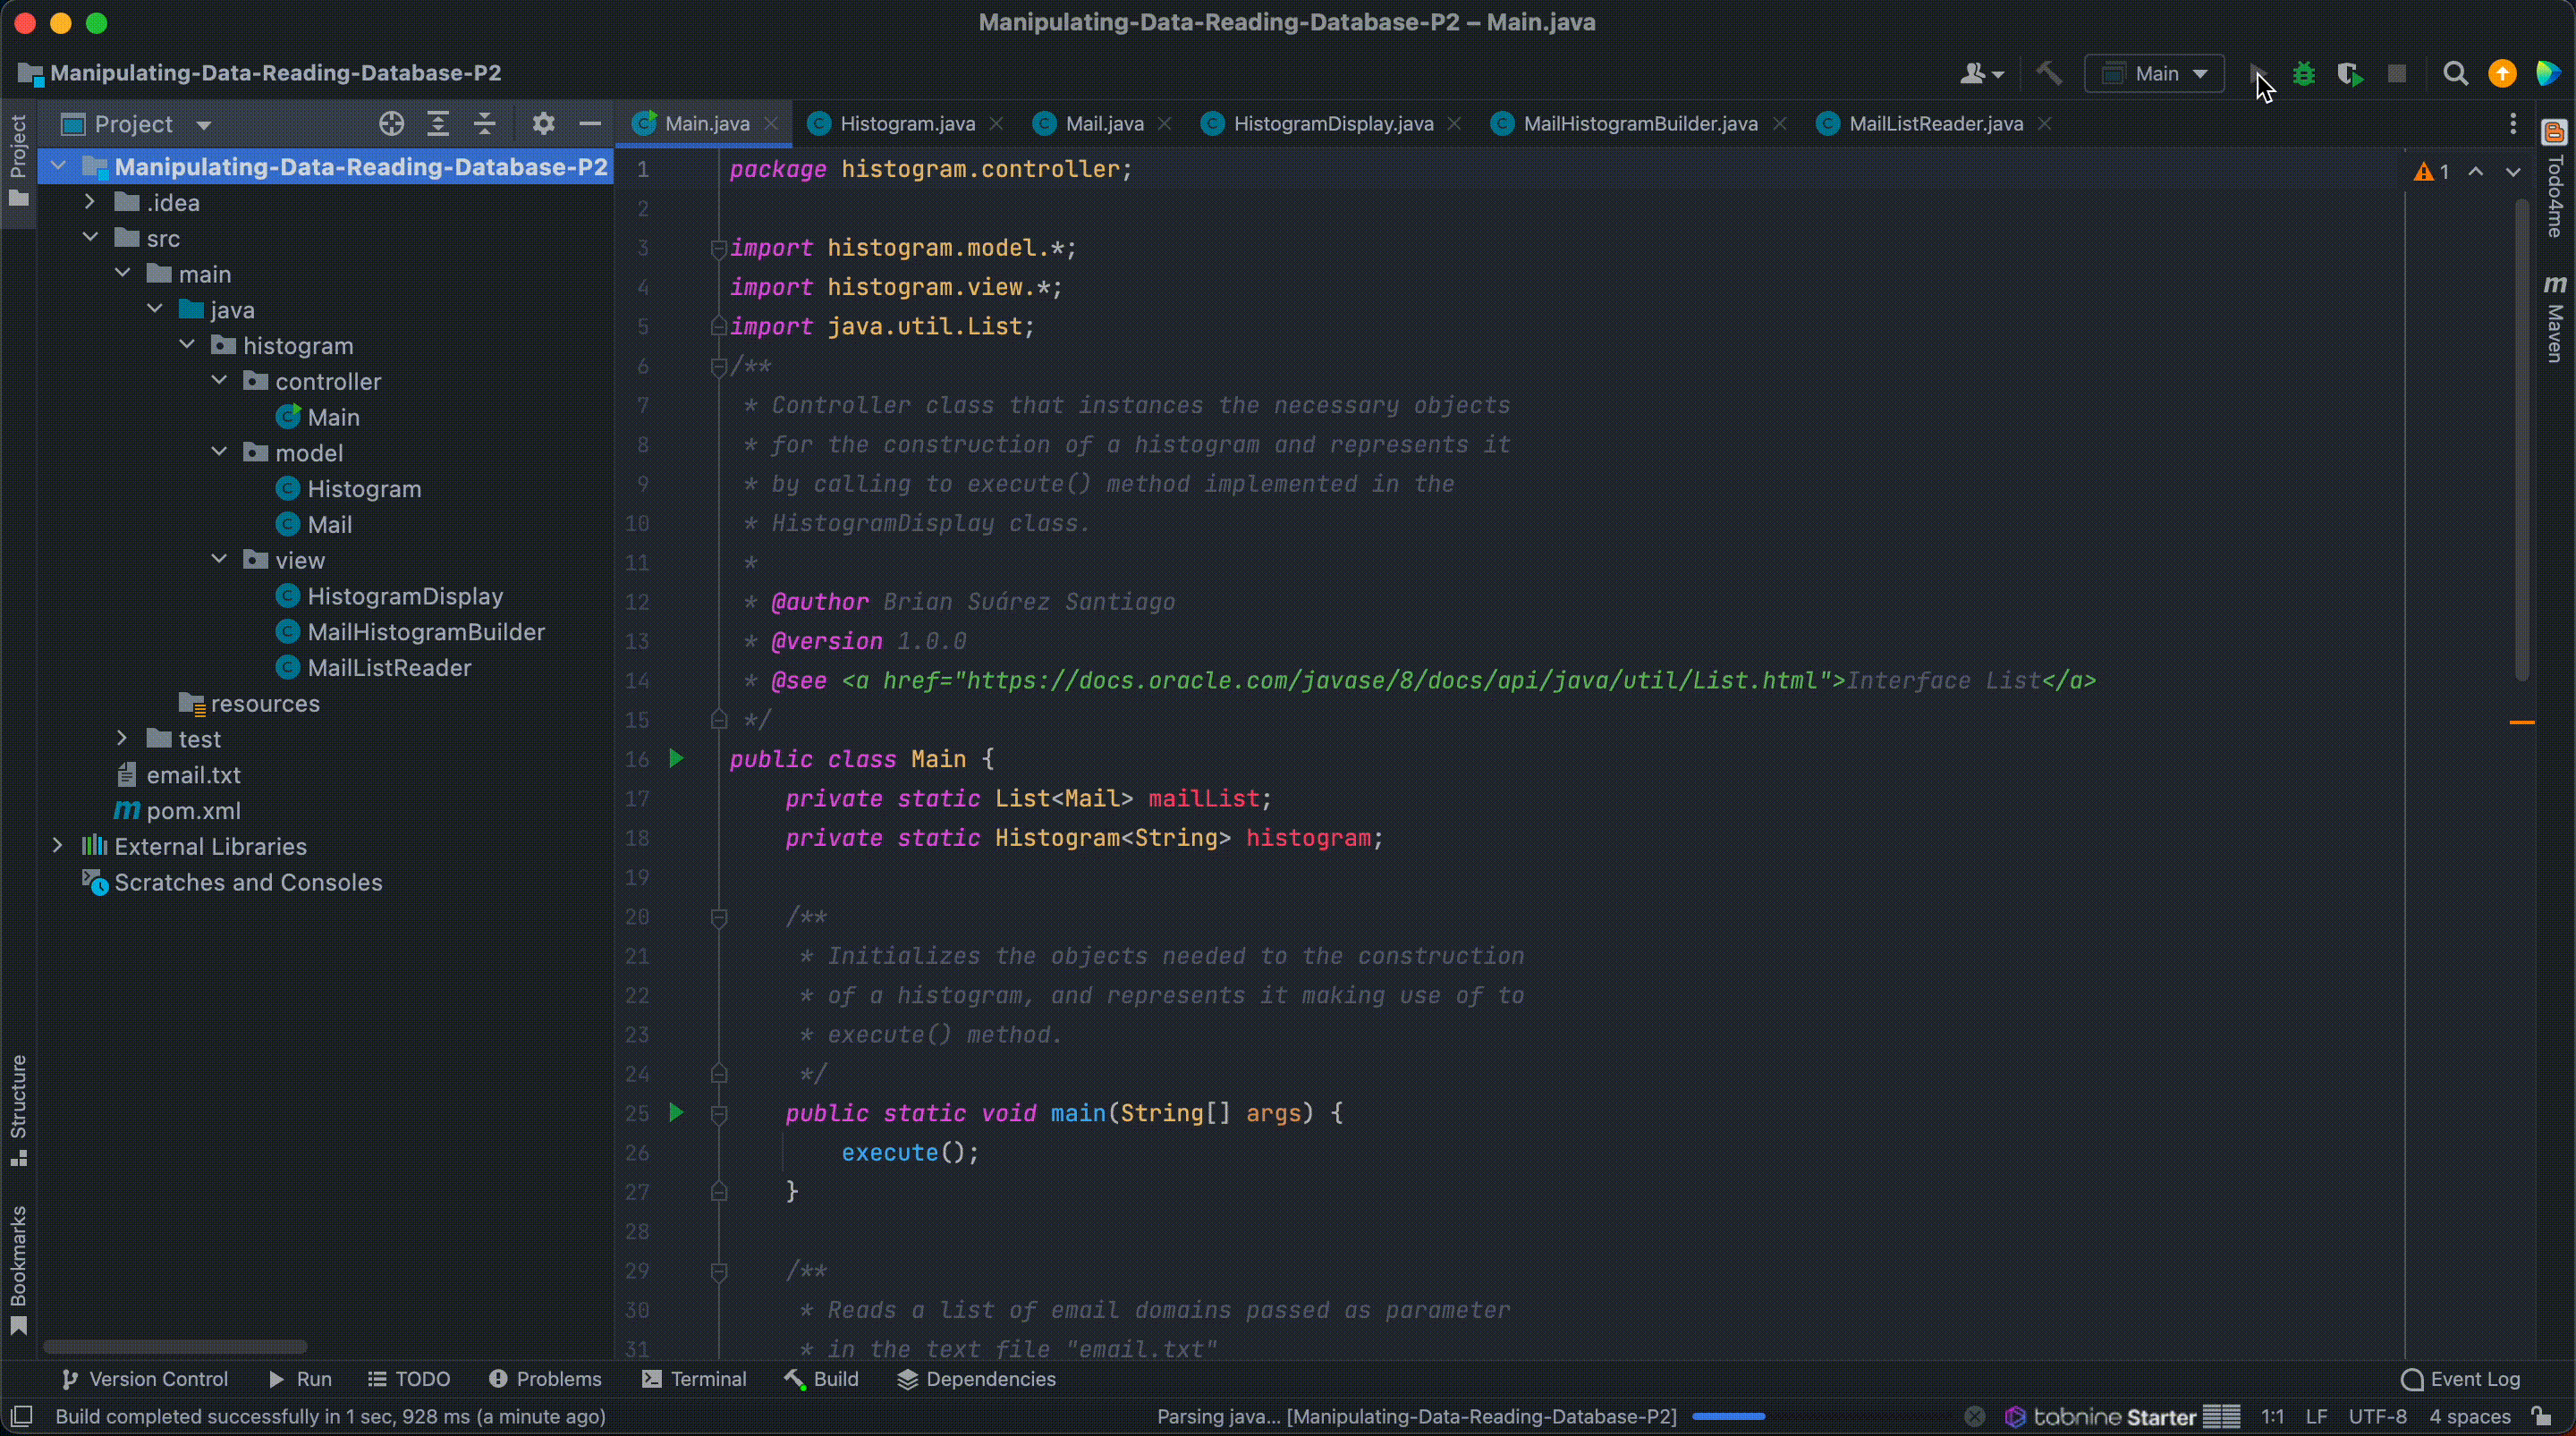 Manipulating-Data-Reading-Database-P2 – Main.java
Manipulating-Data-Reading-Database-P2
Main
Project
Project
Main.java
Histogram.java
Mail.java
HistogramDisplay.java
MailHistogramBuilder.java
MailListReader.java
Manipulating-Data-Reading-Database-P2
.idea
src
main
java
histogram
controller
Main
model
Histogram
Mail
view
HistogramDisplay
MailHistogramBuilder
MailListReader
resources
test
email.txt
m pom.xml
External Libraries
Scratches and Consoles
Structure
Bookmarks
1 package histogram.controller;
2
3 import histogram.model.*;
4 import histogram.view.*;
5 import java.util.List;
6 /**
7 * Controller class that instances the necessary objects
8 * for the construction of a histogram and represents it
9 * by calling to execute() method implemented in the
10 * HistogramDisplay class.
11 *
12 * @author Brian Suárez Santiago
13 * @version 1.0.0
14 * @see <a href="https://docs.oracle.com/javase/8/docs/api/java/util/List.html">Interface List</a>
15 */
16 public class Main {
17 private static List<Mail> mailList;
18 private static Histogram<String> histogram;
19
20 /**
21 * Initializes the objects needed to the construction
22 * of a histogram, and represents it making use of to
23 * execute() method.
24 */
25 public static void main(String[] args) {
26 execute();
27 }
28
29 /**
30 * Reads a list of email domains passed as parameter
31 * in the text file "email.txt"
1
Todo4me
m Maven
Version Control
Run
TODO
Problems
Terminal
Build
Dependencies
Event Log
Build completed successfully in 1 sec, 928 ms (a minute ago)
Parsing java... [Manipulating-Data-Reading-Database-P2]
tabnine Starter
1:1
LF
UTF-8
4 spaces